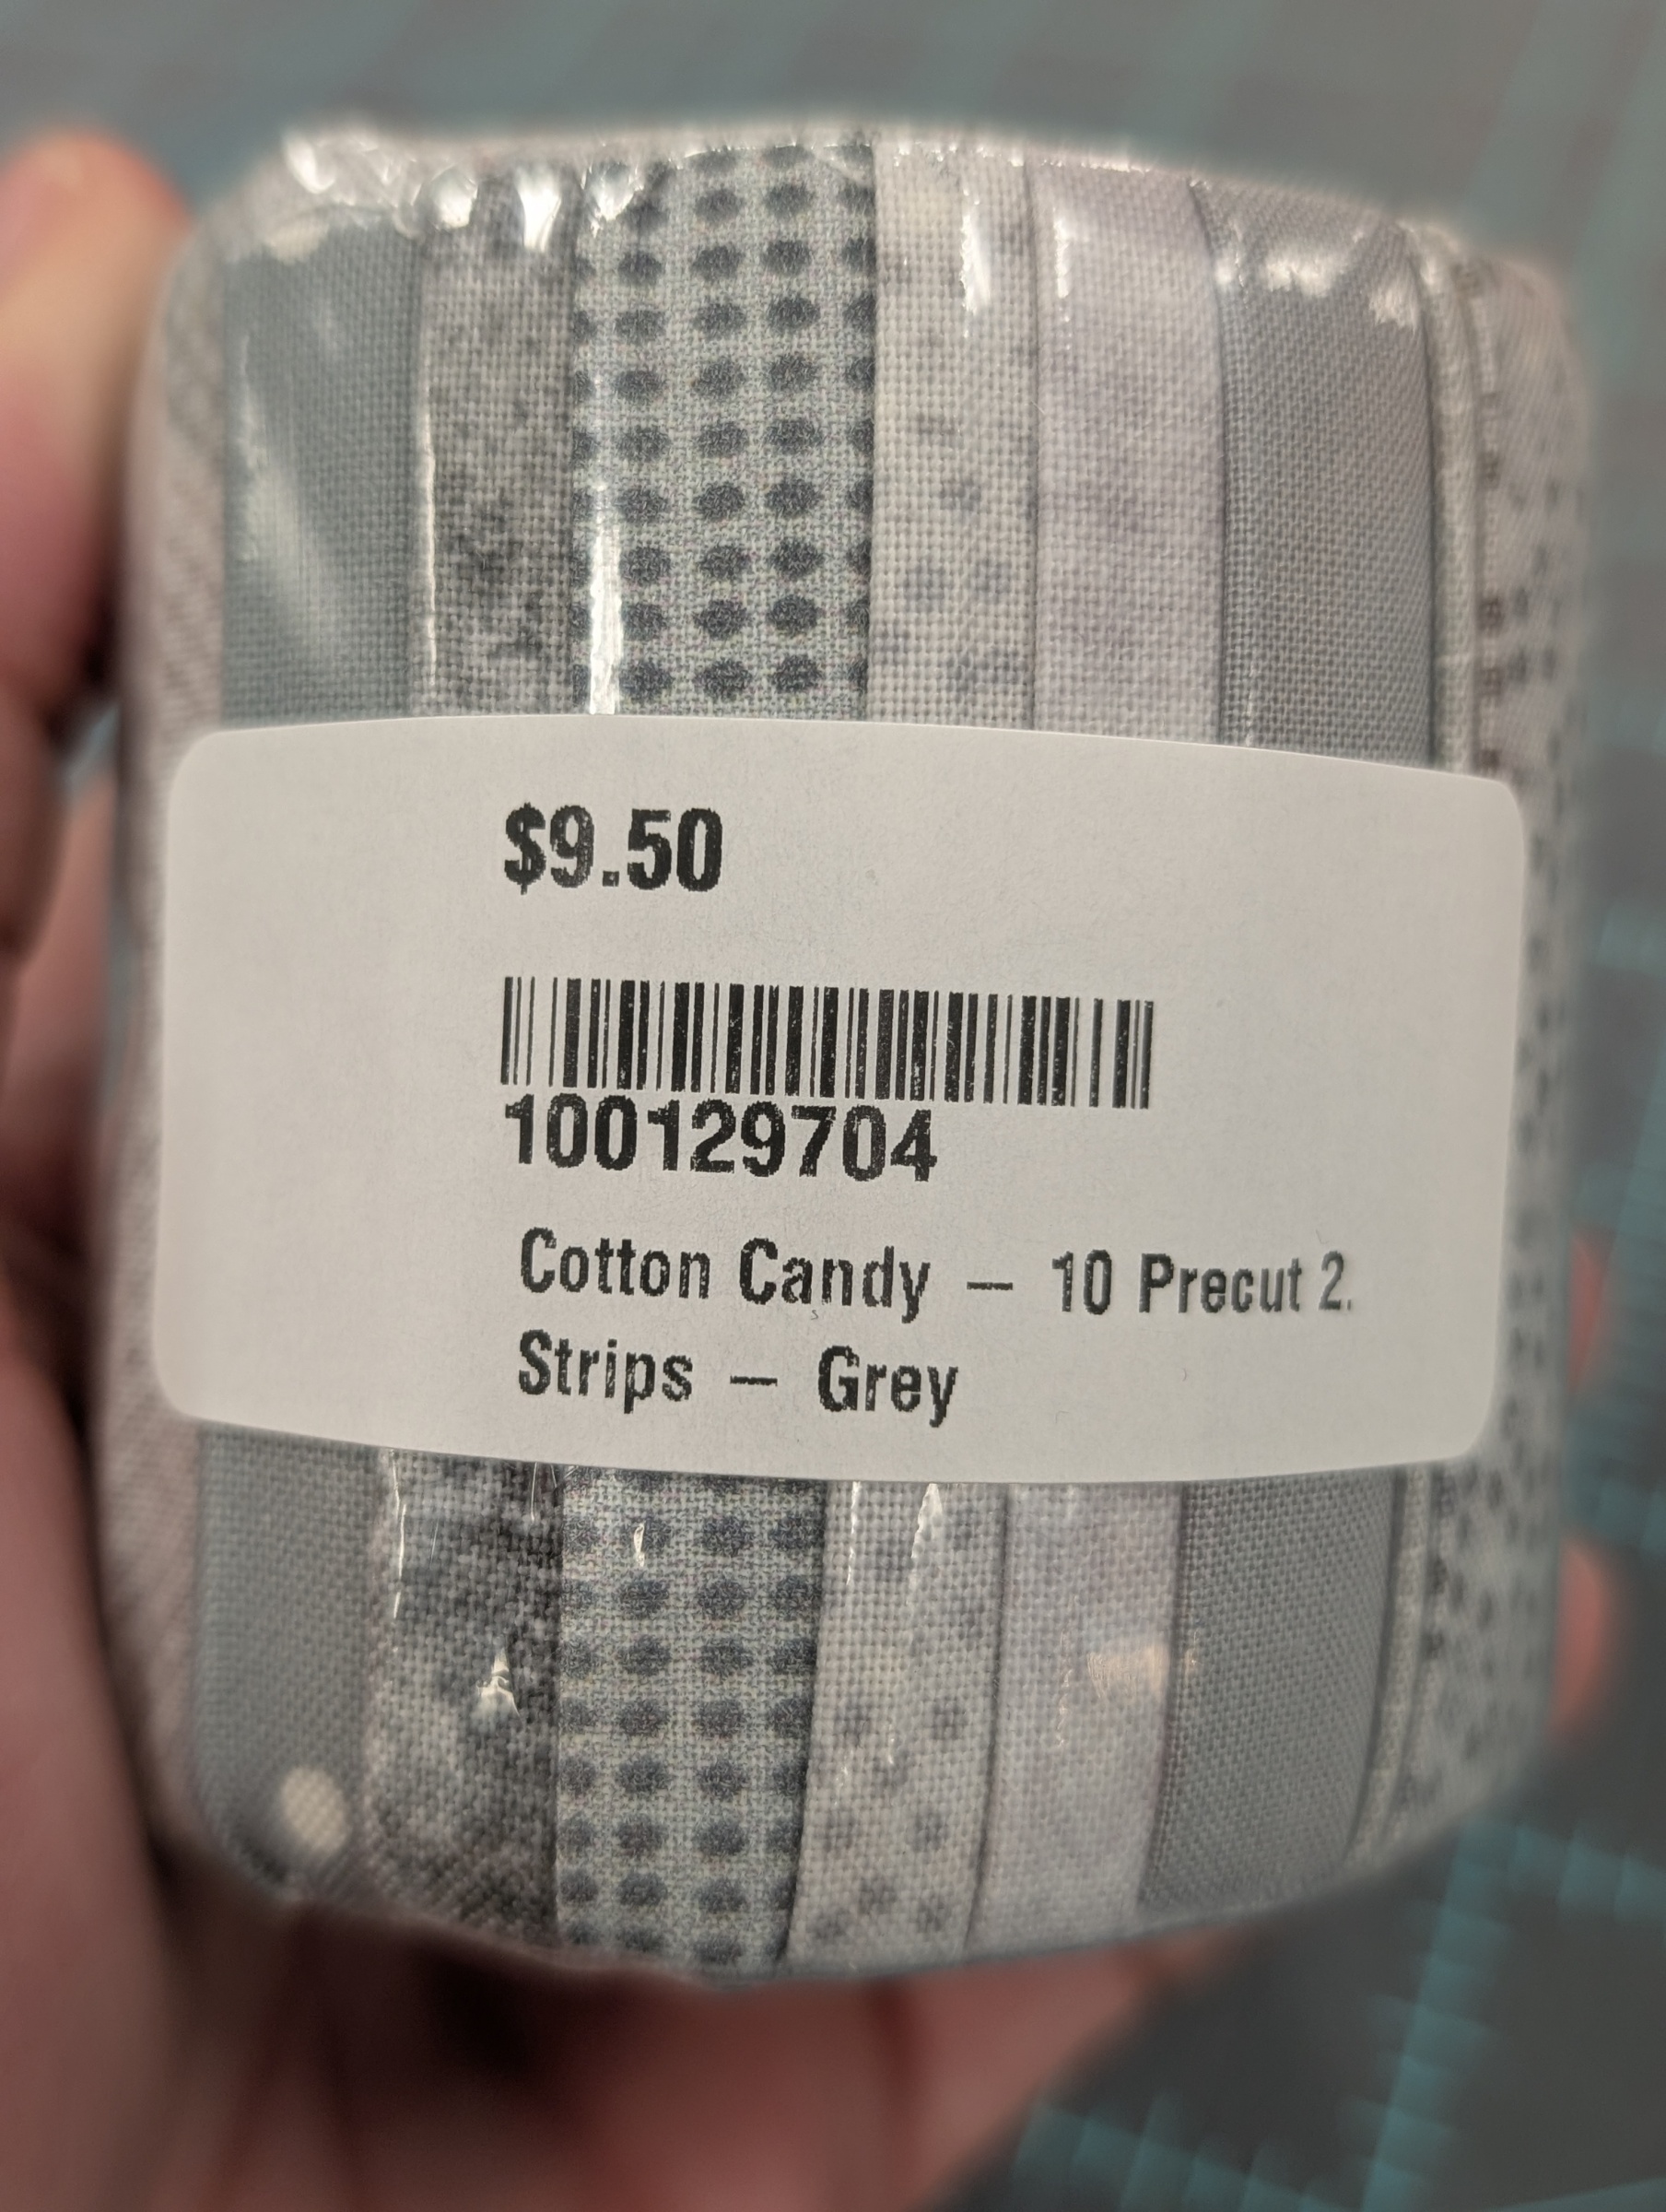 $9.50
100129704
Cotton Candy – 10 Precut 2.
Strips – Grey